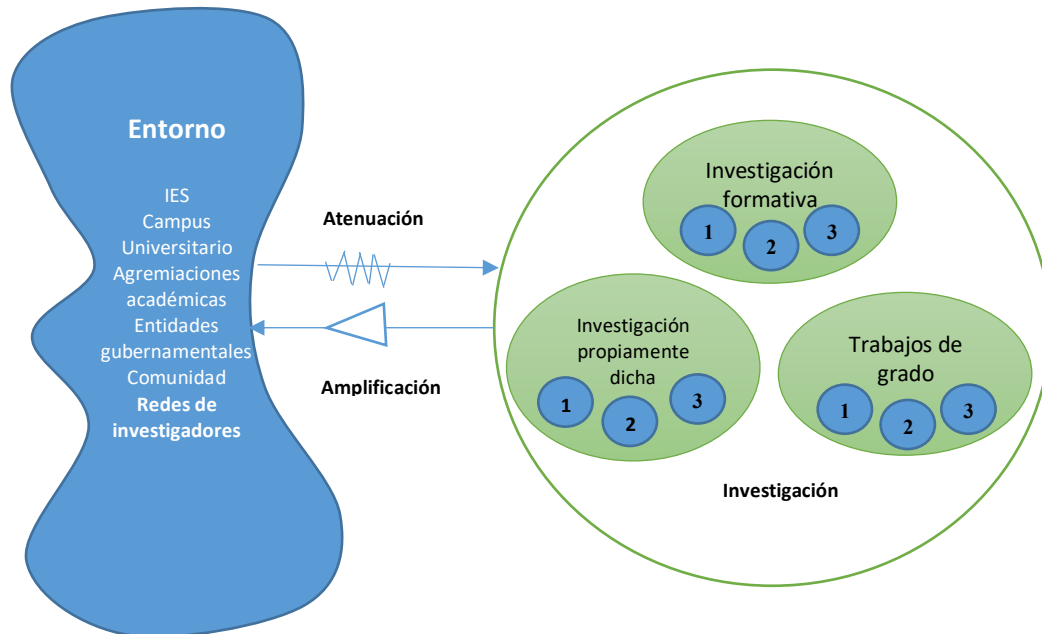 Entorno
IES
Campus
Universitario
Agremiaciones
académicas
Entidades
gubernamentales
Comunidad
Redes de
investigadores
Atenuación
Amplificación
Investigación
formativa
1
2
3
Investigación
propiamente
dicha
1
2
3
Trabajos de
grado
1
2
3
Investigación